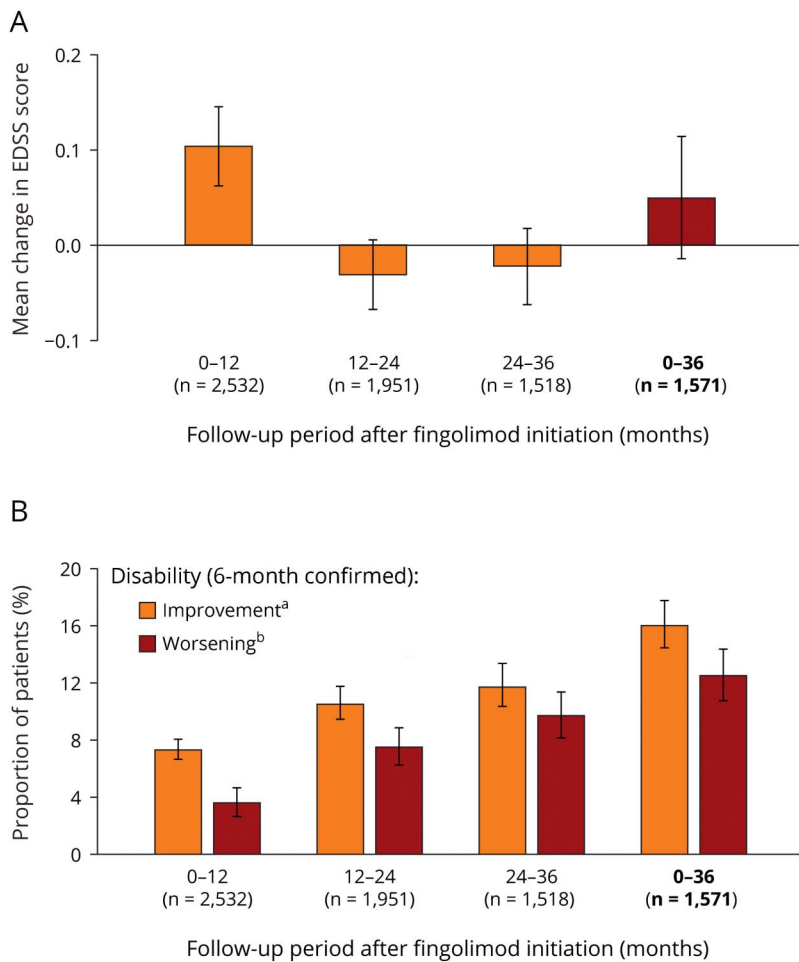 A
Mean change in EDSS score
0.2
0.1
0.0
−0.1
0–12 12–24 24–36 0–36
(n = 2,532) (n = 1,951) (n = 1,518) (n = 1,571)
Follow-up period after fingolimod initiation (months)
B
Proportion of patients (%)
20
16
12
8
4
0
Disability (6-month confirmed):
Improvementᵃ
Worseningᵇ
0–12 12–24 24–36 0–36
(n = 2,532) (n = 1,951) (n = 1,518) (n = 1,571)
Follow-up period after fingolimod initiation (months)